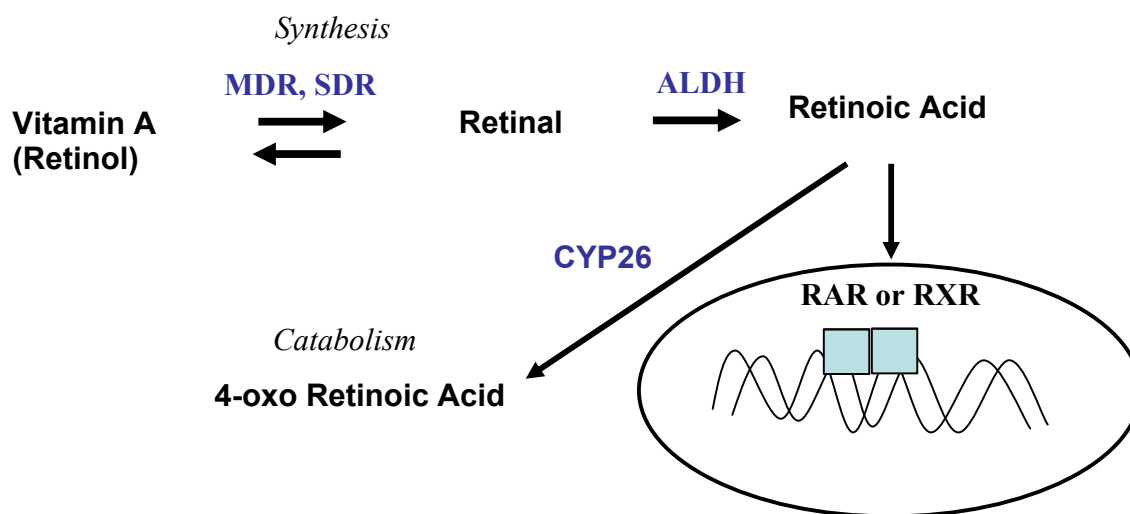 Synthesis
MDR, SDR
ALDH
Vitamin A
(Retinol)
Retinal
Retinoic Acid
CYP26
RAR or RXR
Catabolism
4-oxo Retinoic Acid